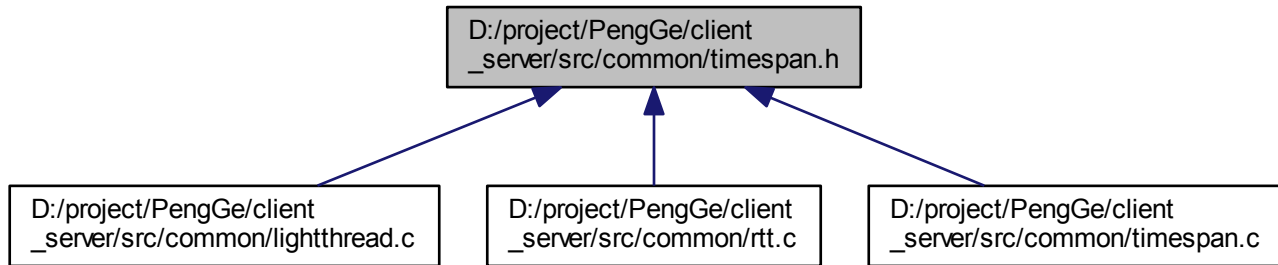 D:/project/PengGe/client
_server/src/common/timespan.h
D:/project/PengGe/client
_server/src/common/lightthread.c
D:/project/PengGe/client
_server/src/common/rtt.c
D:/project/PengGe/client
_server/src/common/timespan.c